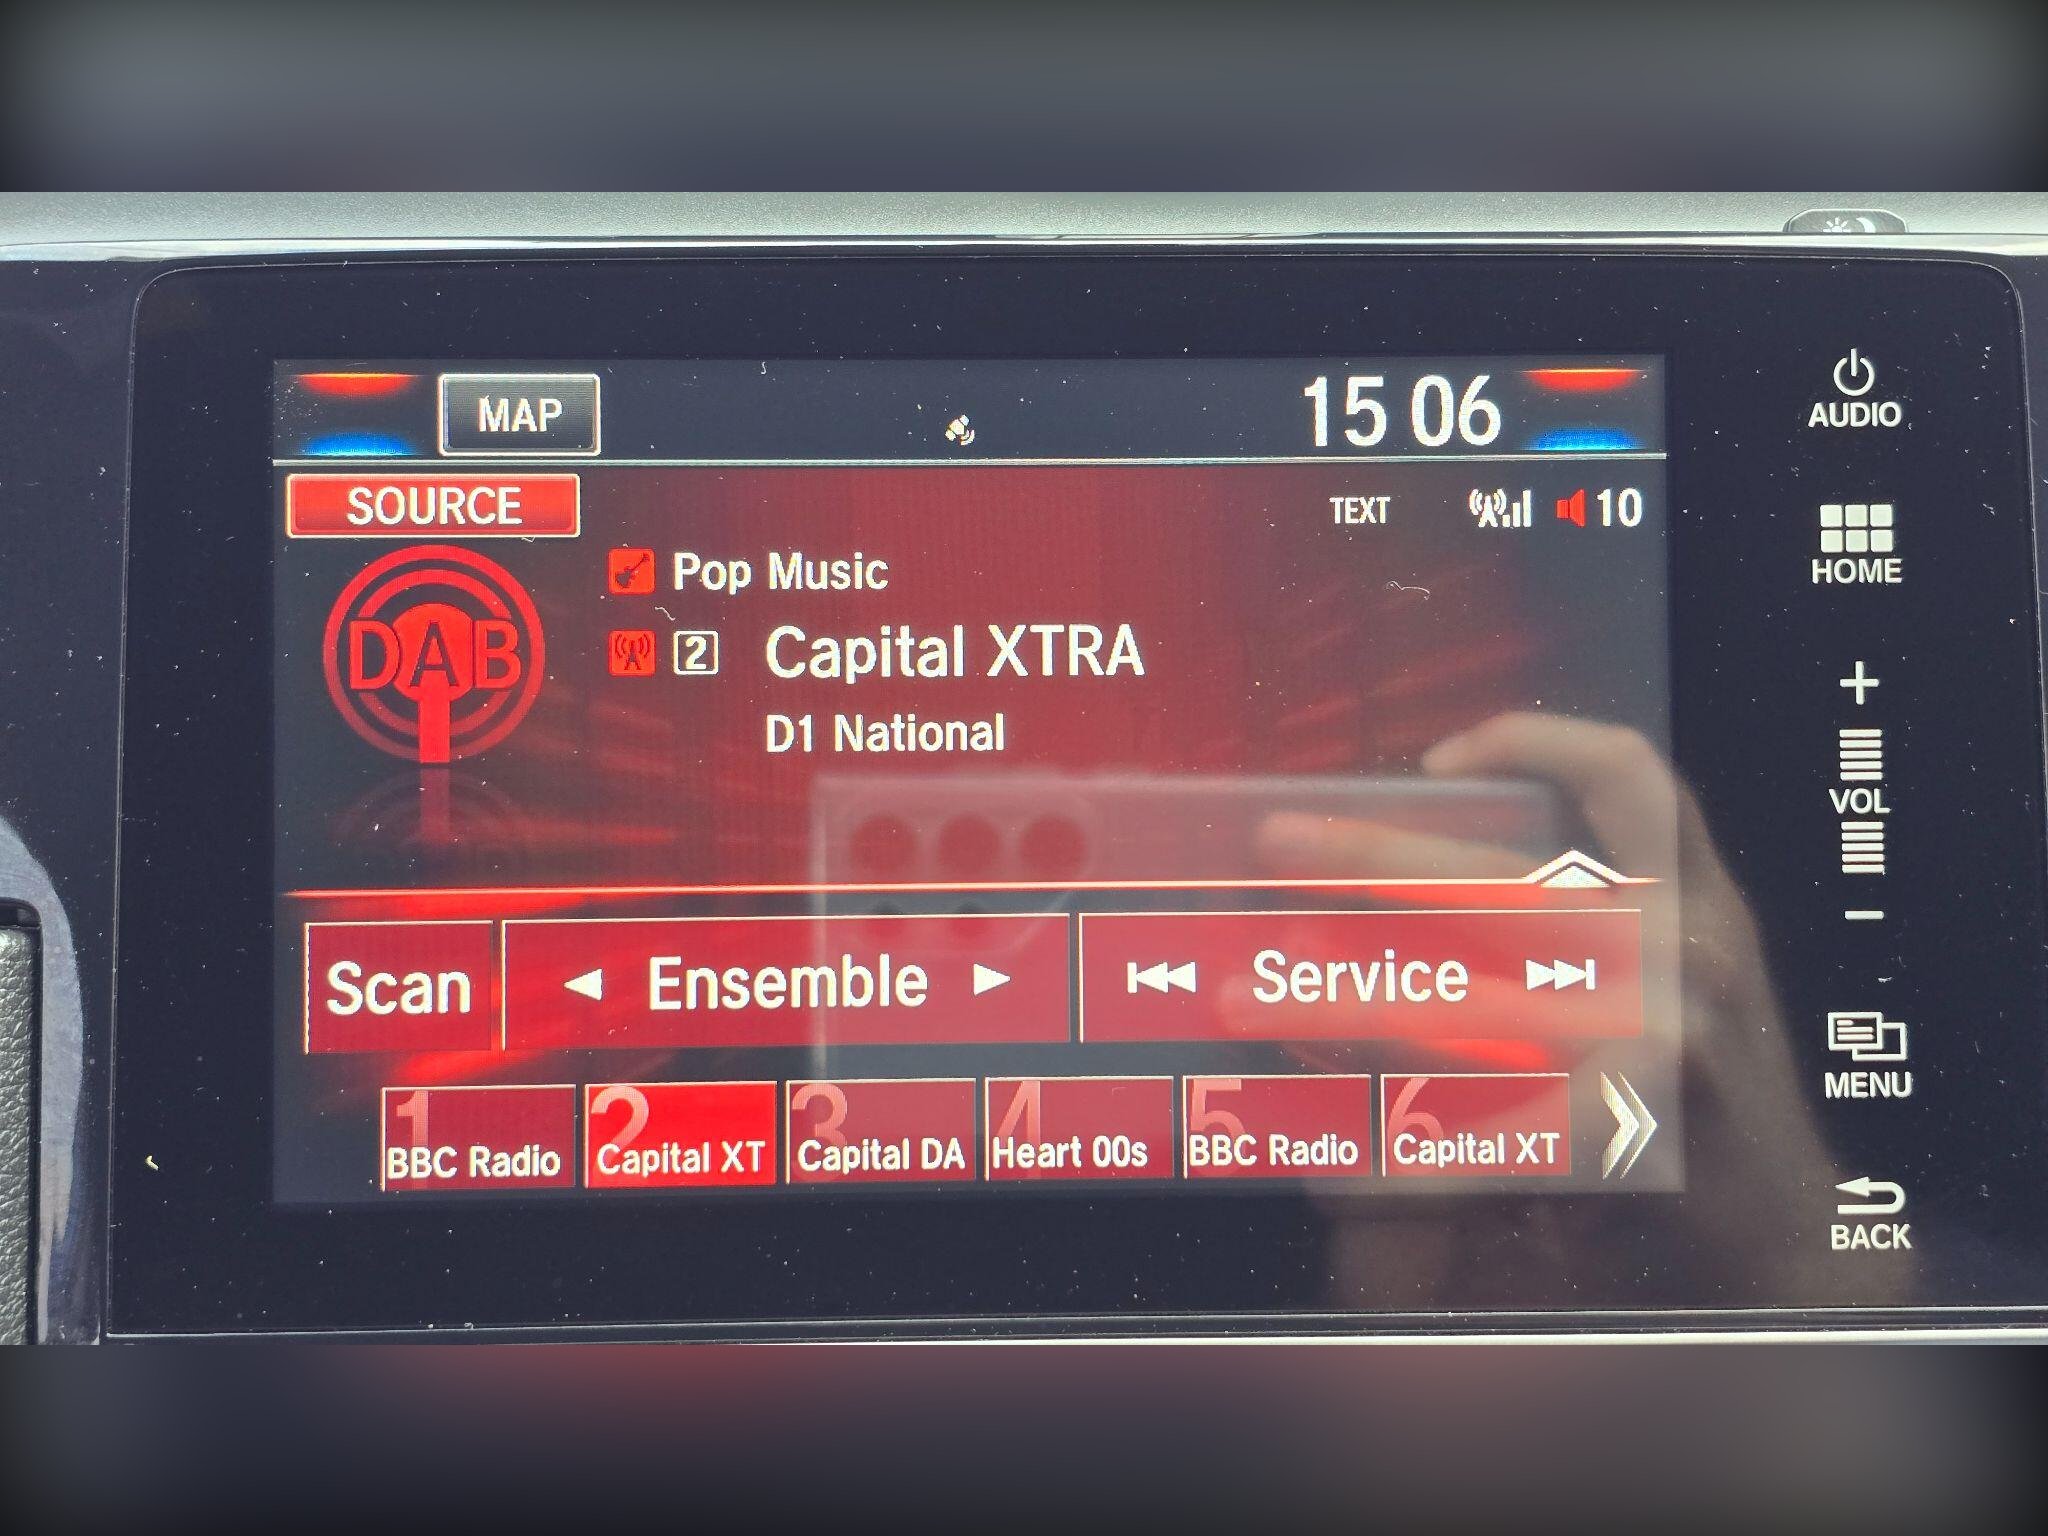 MAP
15 06
SOURCE
TEXT
10
DAB
Pop Music
2 Capital XTRA
D1 National
Scan
Ensemble
Service
1 BBC Radio
2 Capital XT
3 Capital DA
4 Heart 00s
5 BBC Radio
6 Capital XT
AUDIO
HOME
+
VOL
−
MENU
BACK